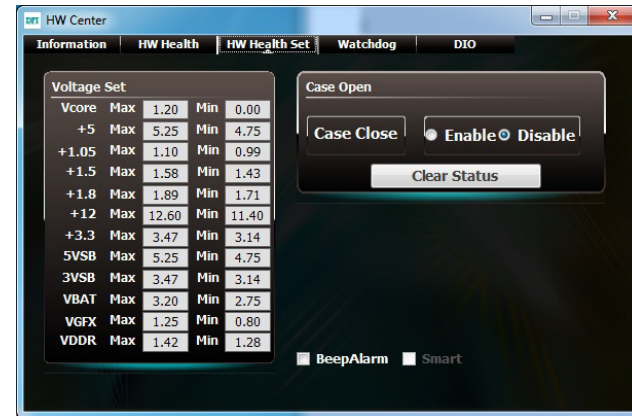 DFI HW Center
Information HW Health HW Health Set Watchdog DIO
Voltage Set
Vcore Max 1.20 Min 0.00
+5 Max 5.25 Min 4.75
+1.05 Max 1.10 Min 0.99
+1.5 Max 1.58 Min 1.43
+1.8 Max 1.89 Min 1.71
+12 Max 12.60 Min 11.40
+3.3 Max 3.47 Min 3.14
5VSB Max 5.25 Min 4.75
3VSB Max 3.47 Min 3.14
VBAT Max 3.20 Min 2.75
VGFX Max 1.25 Min 0.80
VDDR Max 1.42 Min 1.28
Case Open
Case Close Enable Disable
Clear Status
BeepAlarm Smart